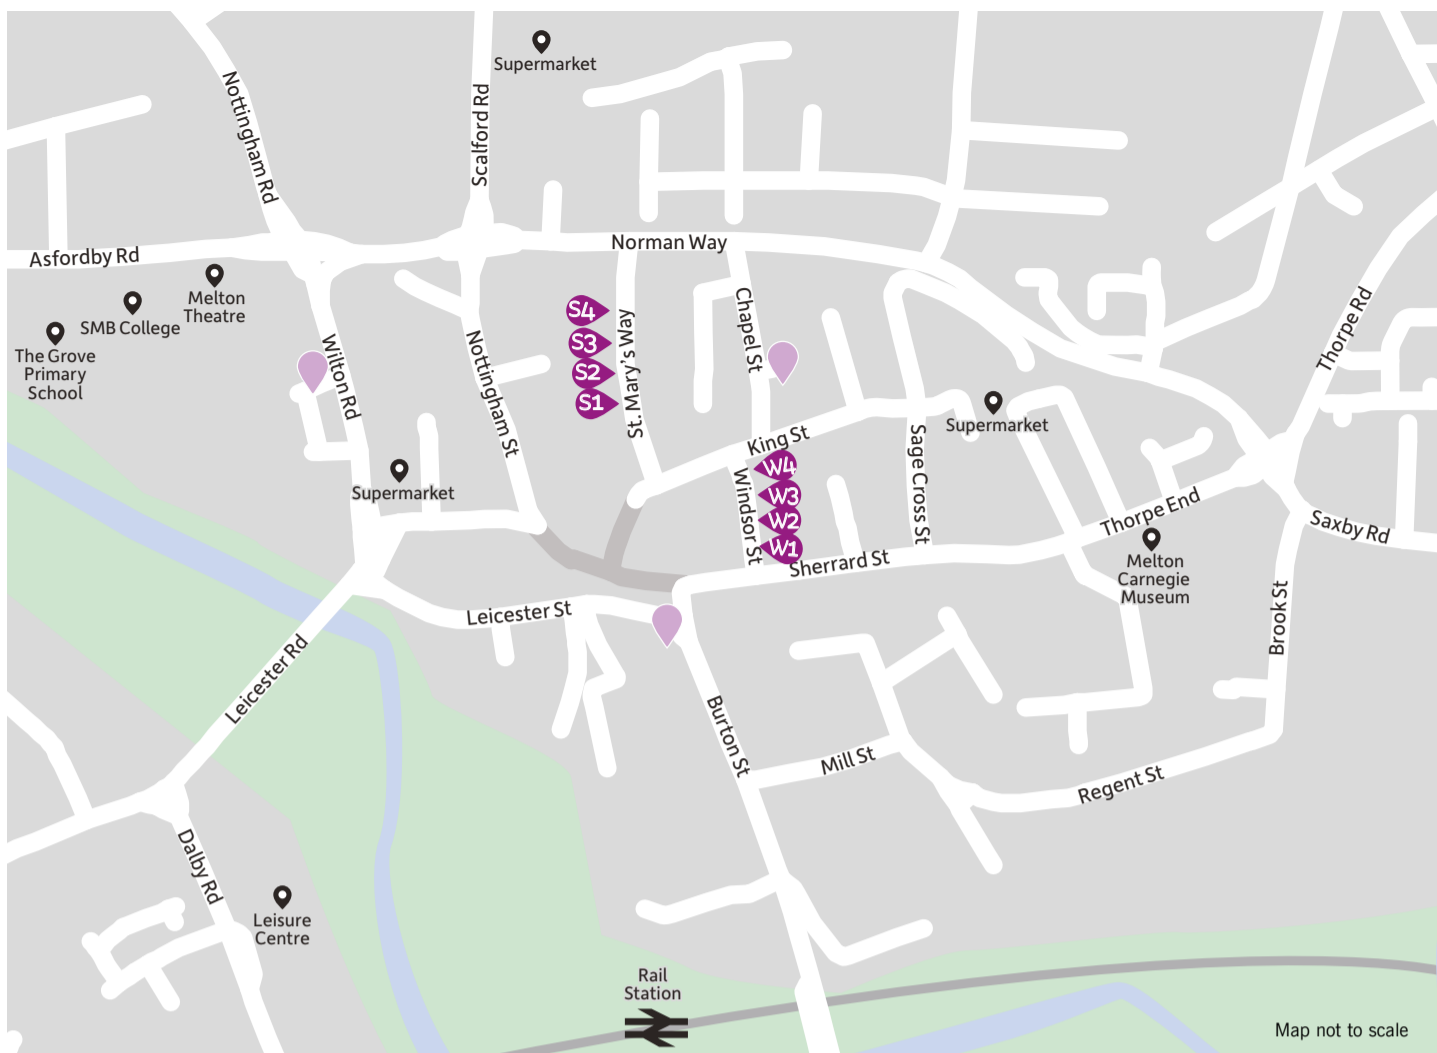 Supermarket
Nottingham Rd
Scalford Rd
Norman Way
Asfordby Rd
Melton
Theatre
SMB College
The Grove
Primary
School
Wilton Rd
Nottingham St
S4
S3
S2
S1
St. Mary's Way
Chapel St
Thorpe Rd
Supermarket
King St
Supermarket
W4
W3
W2
W1
Windsor St
Sage Cross St
Sherrard St
Thorpe End
Saxby Rd
Melton
Carnegie
Museum
Leicester St
Leicester Rd
Brook St
Burton St
Mill St
Regent St
Dalby Rd
Leisure
Centre
Rail
Station
Map not to scale